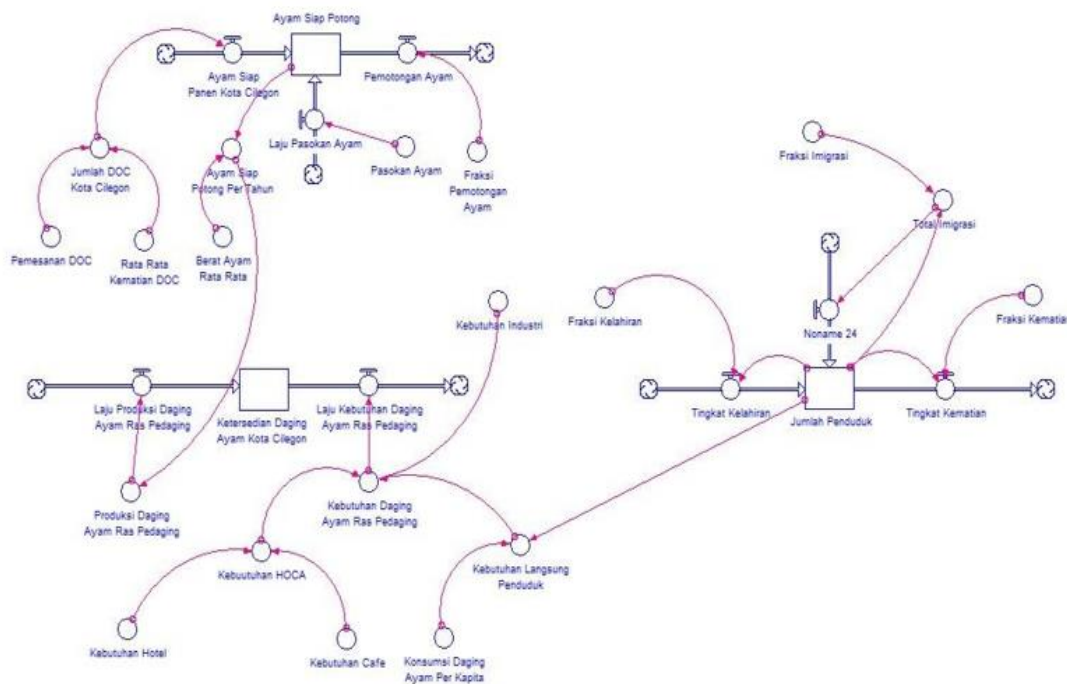 Ayam Siap Potong
Ayam Siap
Panen Kota Cilegon
Pemotongan Ayam
Laju Pasokan Ayam
Jumlah DOC
Kota Cilegon
Ayam Siap
Potong Per Tahun
Pasokan Ayam
Fraksi
Pemotongan
Ayam
Fraksi Imigrasi
Total Imigrasi
Pemesanan DOC
Rata Rata
Kematian DOC
Berat Ayam
Rata Rata
Kebutuhan Industri
Fraksi Kelahiran
Noname 24
Fraksi Kematian
Laju Produksi Daging
Ayam Ras Pedaging
Ketersedian Daging
Ayam Kota Cilegon
Laju Kebutuhan Daging
Ayam Ras Pedaging
Tingkat Kelahiran
Jumlah Penduduk
Tingkat Kematian
Produksi Daging
Ayam Ras Pedaging
Kebutuhan Daging
Ayam Ras Pedaging
Kebuutuhan HOCA
Kebutuhan Langsung
Penduduk
Kebutuhan Hotel
Kebutuhan Cafe
Konsumsi Daging
Ayam Per Kapita